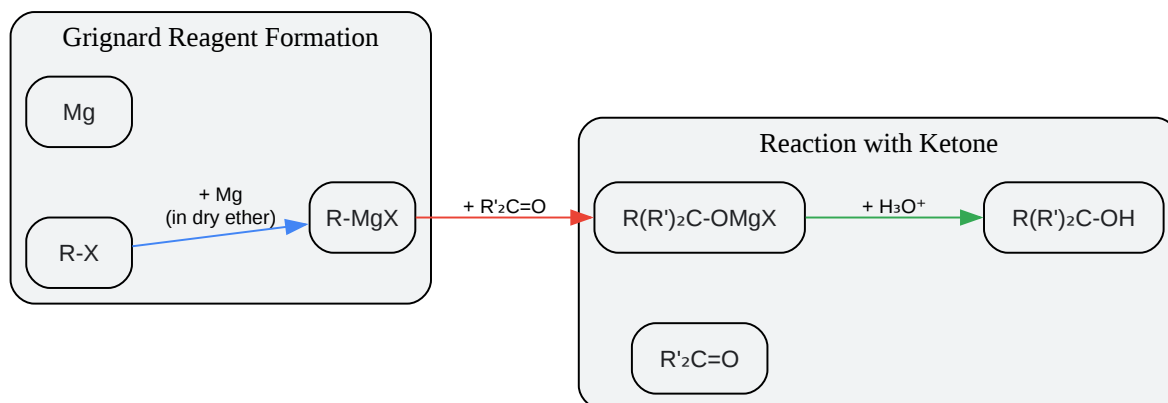 Grignard Reagent Formation
Mg
R-X
+ Mg
(in dry ether)
R-MgX
+ R'₂C=O
Reaction with Ketone
R(R')₂C-OMgX
+ H₃O⁺
R(R')₂C-OH
R'₂C=O